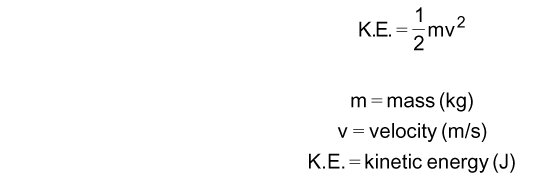 K.E. = 1/2 mv²
m = mass (kg)
v = velocity (m/s)
K.E. = kinetic energy (J)